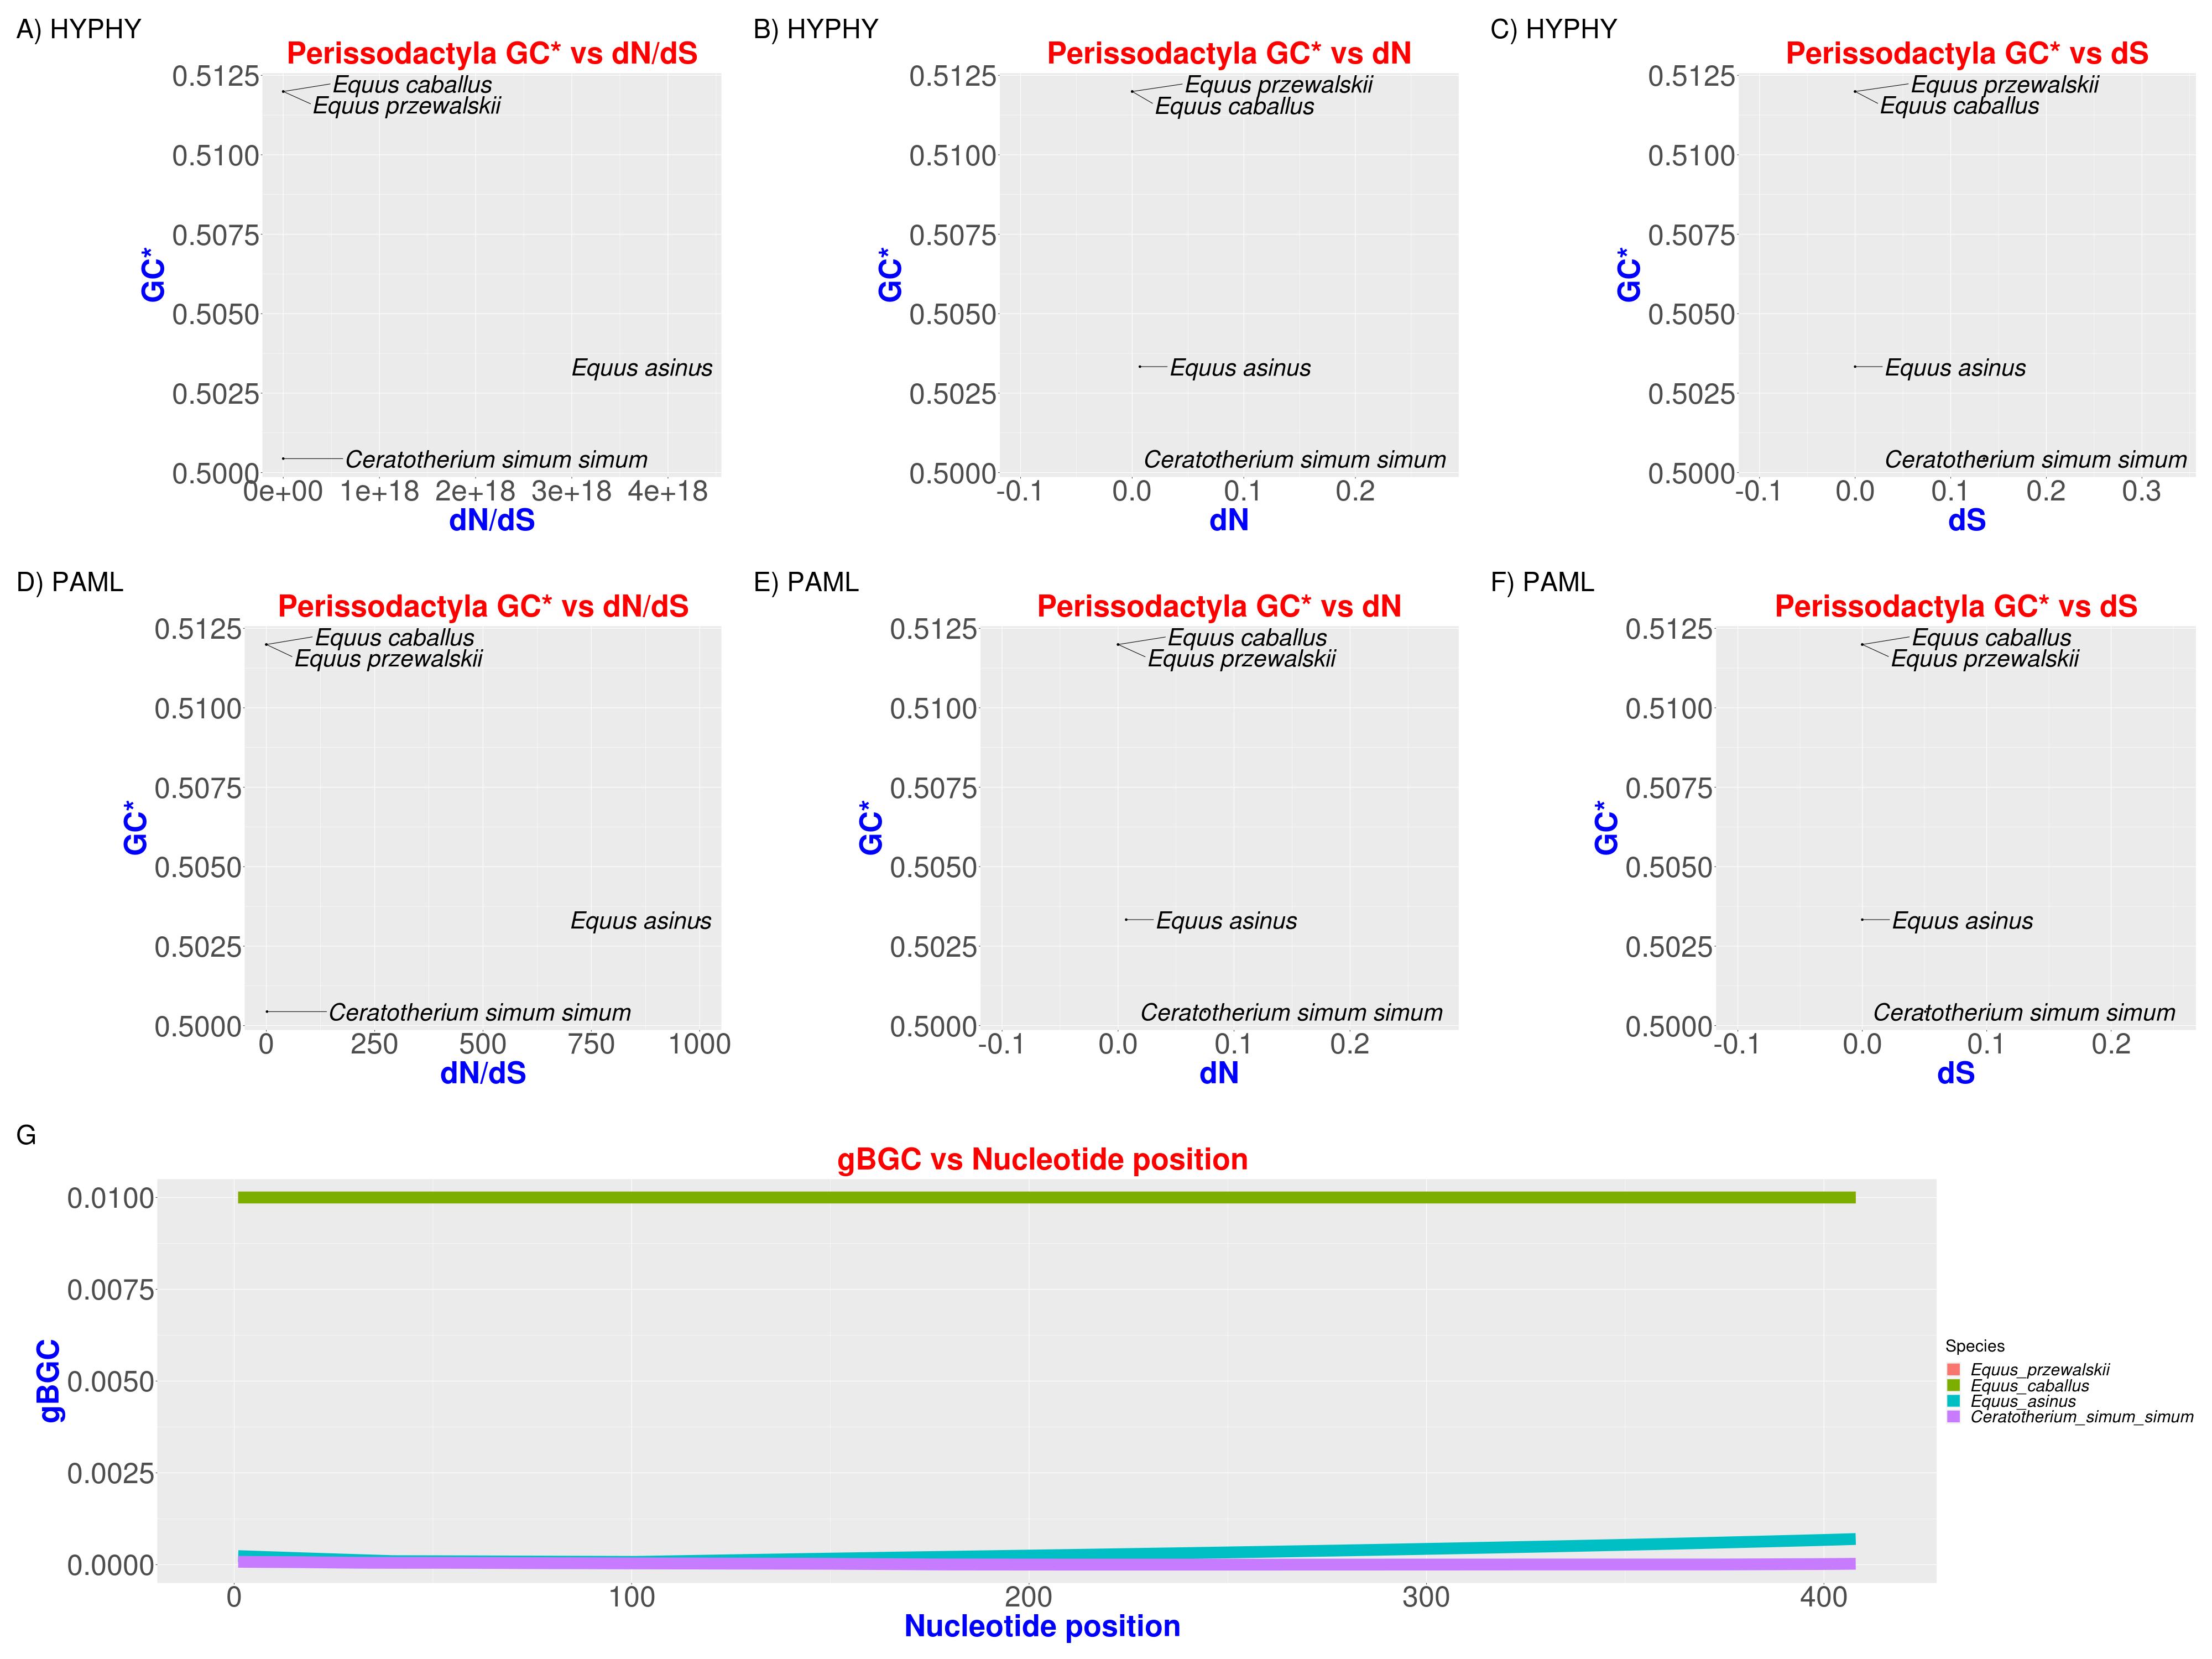 A) HYPHY
Perissodactyla GC* vs dN/dS
0.5125
0.5100
0.5075
0.5050
0.5025
0.5000
GC*
Equus caballus
Equus przewalskii
Equus asinus
Ceratotherium simum simum
0e+00 1e+18 2e+18 3e+18 4e+18
dN/dS
B) HYPHY
Perissodactyla GC* vs dN
0.5125
0.5100
0.5075
0.5050
0.5025
0.5000
GC*
Equus przewalskii
Equus caballus
Equus asinus
Ceratotherium simum simum
-0.1 0.0 0.1 0.2
dN
C) HYPHY
Perissodactyla GC* vs dS
0.5125
0.5100
0.5075
0.5050
0.5025
0.5000
GC*
Equus przewalskii
Equus caballus
Equus asinus
Ceratotherium simum simum
-0.1 0.0 0.1 0.2 0.3
dS
D) PAML
Perissodactyla GC* vs dN/dS
0.5125
0.5100
0.5075
0.5050
0.5025
0.5000
GC*
Equus caballus
Equus przewalskii
Equus asinus
Ceratotherium simum simum
0 250 500 750 1000
dN/dS
E) PAML
Perissodactyla GC* vs dN
0.5125
0.5100
0.5075
0.5050
0.5025
0.5000
GC*
Equus caballus
Equus przewalskii
Equus asinus
Ceratotherium simum simum
-0.1 0.0 0.1 0.2
dN
F) PAML
Perissodactyla GC* vs dS
0.5125
0.5100
0.5075
0.5050
0.5025
0.5000
GC*
Equus caballus
Equus przewalskii
Equus asinus
Ceratotherium simum simum
-0.1 0.0 0.1 0.2
dS
G
gBGC vs Nucleotide position
0.0100
0.0075
0.0050
0.0025
0.0000
gBGC
0 100 200 300 400
Nucleotide position
Species
Equus_przewalskii
Equus_caballus
Equus_asinus
Ceratotherium_simum_simum